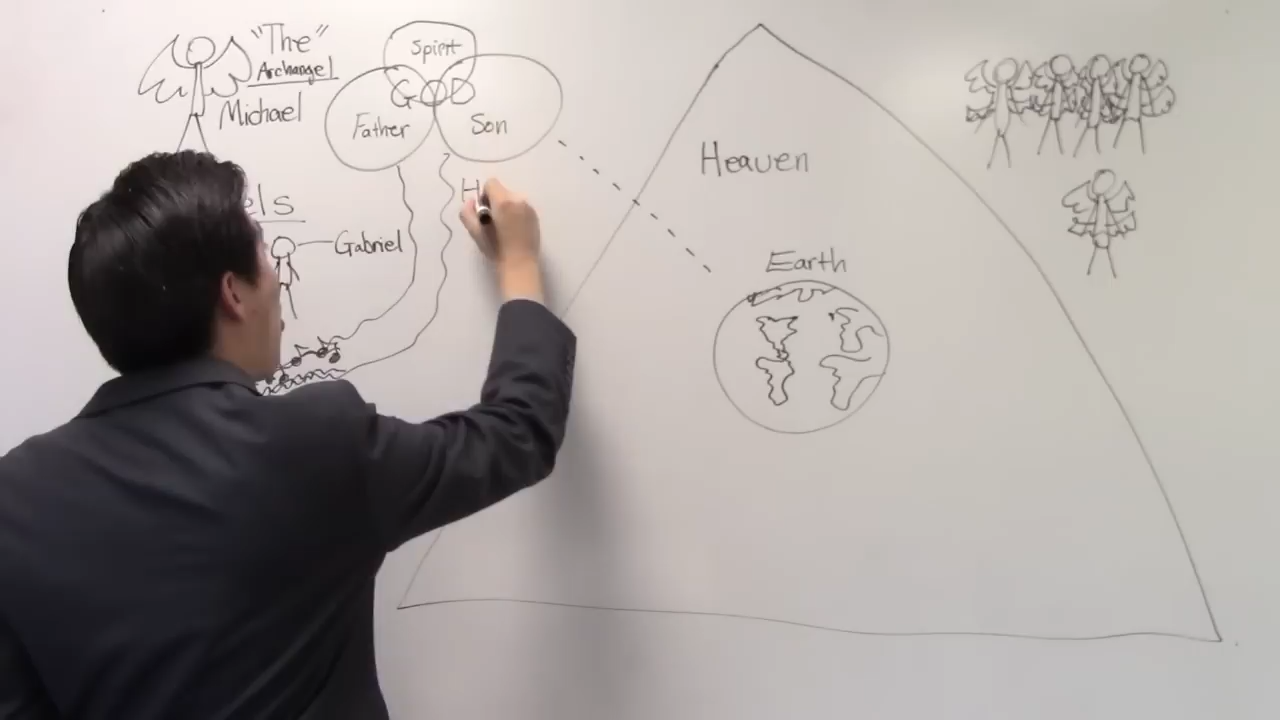 "The"
Archangel
Michael
Spirit
GOD
Father
Son
Heaven
Gabriel
Earth